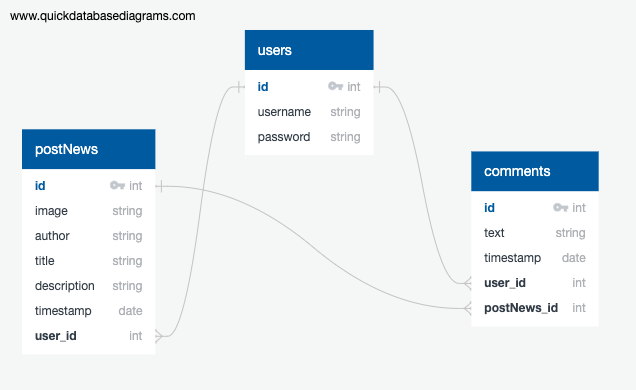 www.quickdatabasediagrams.com
users
id int
username string
password string
postNews
id int
image string
author string
title string
description string
timestamp date
user_id int
comments
id int
text string
timestamp date
user_id int
postNews_id int